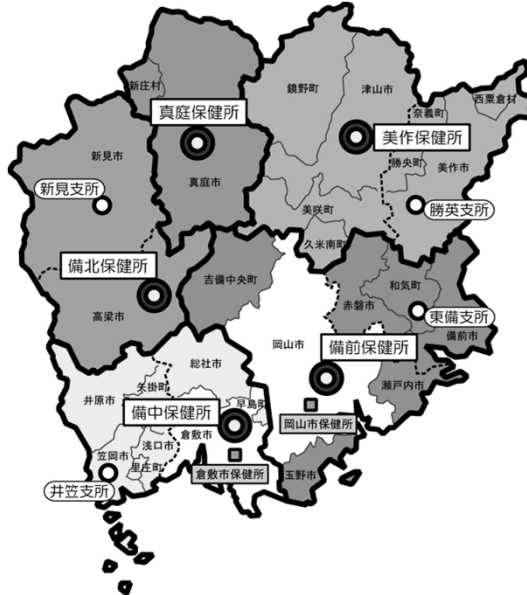 新庄村
鏡野町
津山市
奈義町
西粟倉村
真庭保健所
美作保健所
新見市
勝央町
美作市
真庭市
新見支所
美咲町
勝英支所
久米南町
備北保健所
吉備中央町
和気町
赤磐市
高梁市
東備支所
岡山市
備前市
備前保健所
総社市
矢掛町
瀬戸内市
井原市
早島町
備中保健所
岡山市保健所
浅口市
倉敷市
笠岡市
里庄町
倉敷市保健所
玉野市
井笠支所